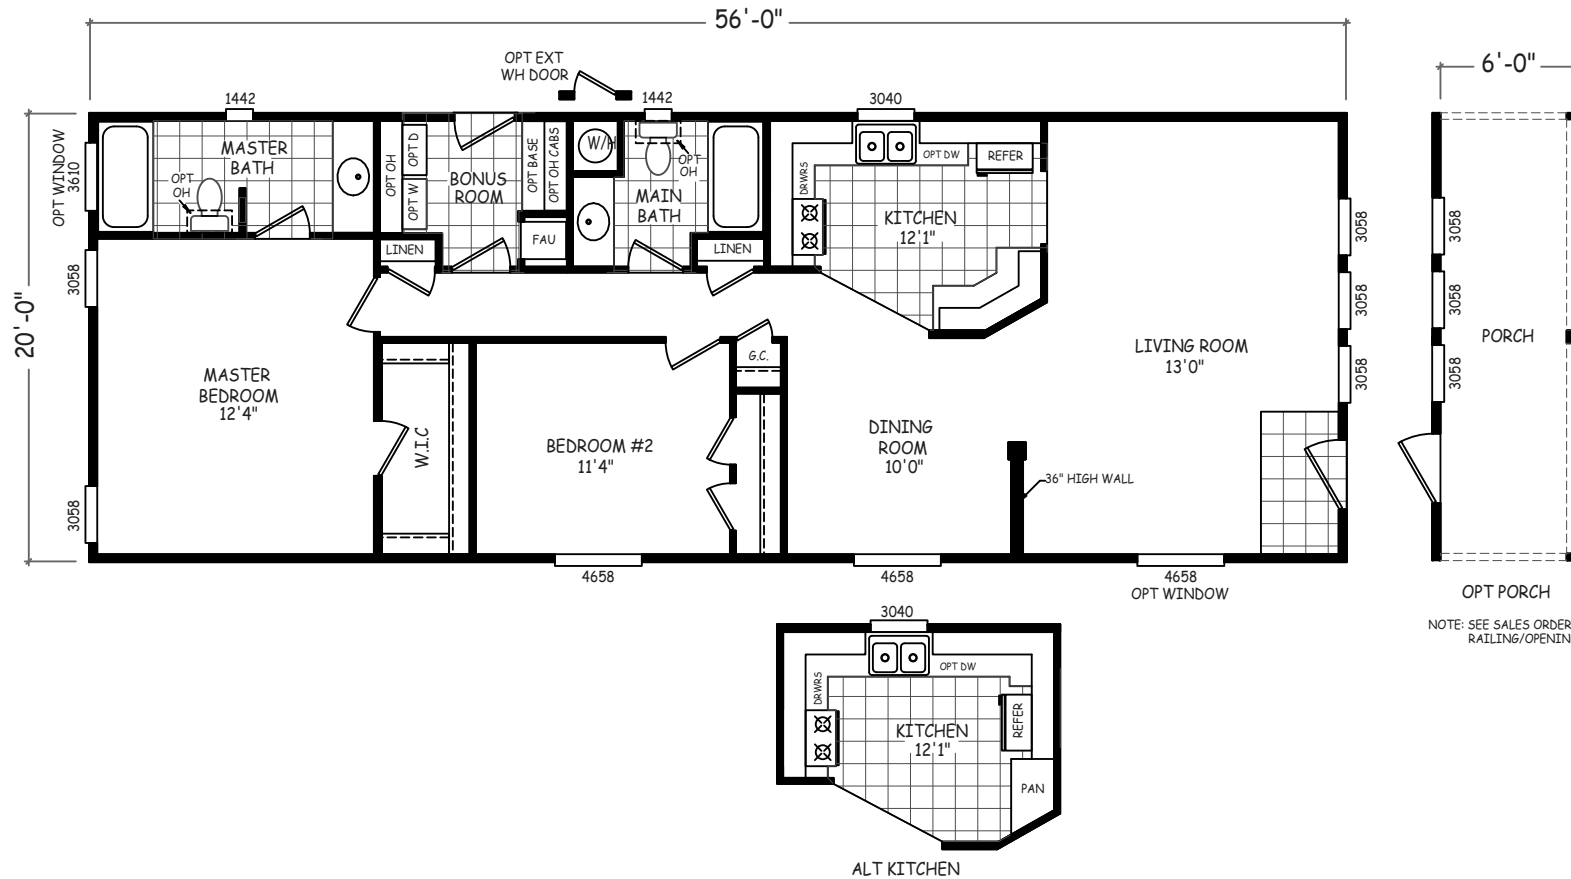 56'-0"
6'-0"
OPT EXT
WH DOOR
1442
1442
3040
OPT WINDOW
3610
MASTER
BATH
OPT
OH
OPT OH
OPT D
OPT W
BONUS
ROOM
OPT BASE
OPT OH CABS
FAU
W/H
OPT
OH
MAIN
BATH
DRWRS
OPT DW
REFER
KITCHEN
12'1"
LINEN
LINEN
3058
3058
20'-0"
MASTER
BEDROOM
12'4"
W.I.C
BEDROOM #2
11'4"
G.C.
DINING
ROOM
10'0"
36" HIGH WALL
LIVING ROOM
13'0"
3058
3058
3058
3058
3058
3058
PORCH
4658
4658
4658
OPT WINDOW
OPT PORCH
NOTE: SEE SALES ORDER
RAILING/OPENIN
3040
DRWRS
OPT DW
REFER
KITCHEN
12'1"
PAN
ALT KITCHEN